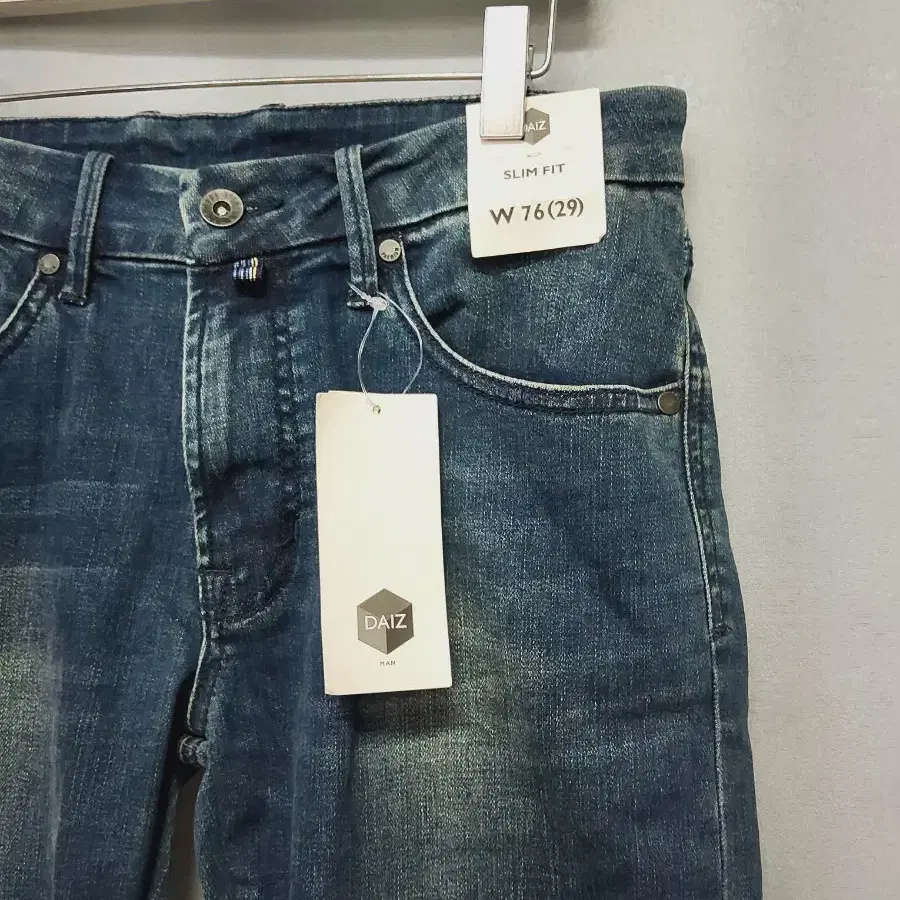 DAIZ
SLIM FIT
W 76(29)
DAIZ
MAN